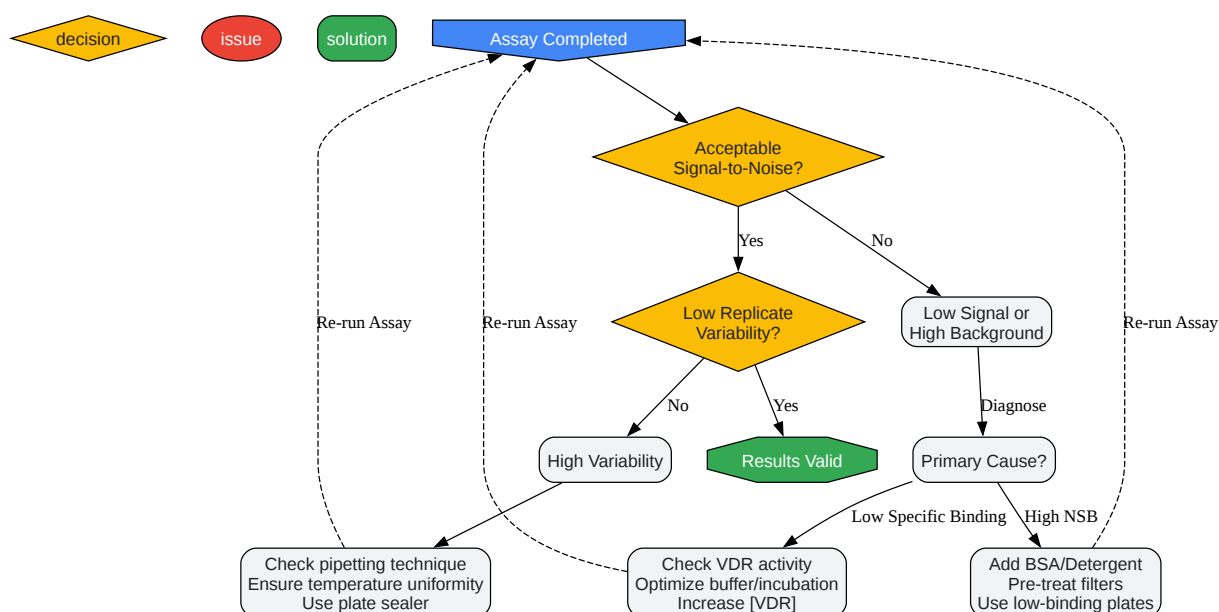 decision
issue
solution
Assay Completed
Acceptable
Signal-to-Noise?
Yes
No
Low Replicate
Variability?
Low Signal or
High Background
Re-run Assay
Re-run Assay
Re-run Assay
No
Yes
Diagnose
High Variability
Results Valid
Primary Cause?
Low Specific Binding
High NSB
Check pipetting technique
Ensure temperature uniformity
Use plate sealer
Check VDR activity
Optimize buffer/incubation
Increase [VDR]
Add BSA/Detergent
Pre-treat filters
Use low-binding plates